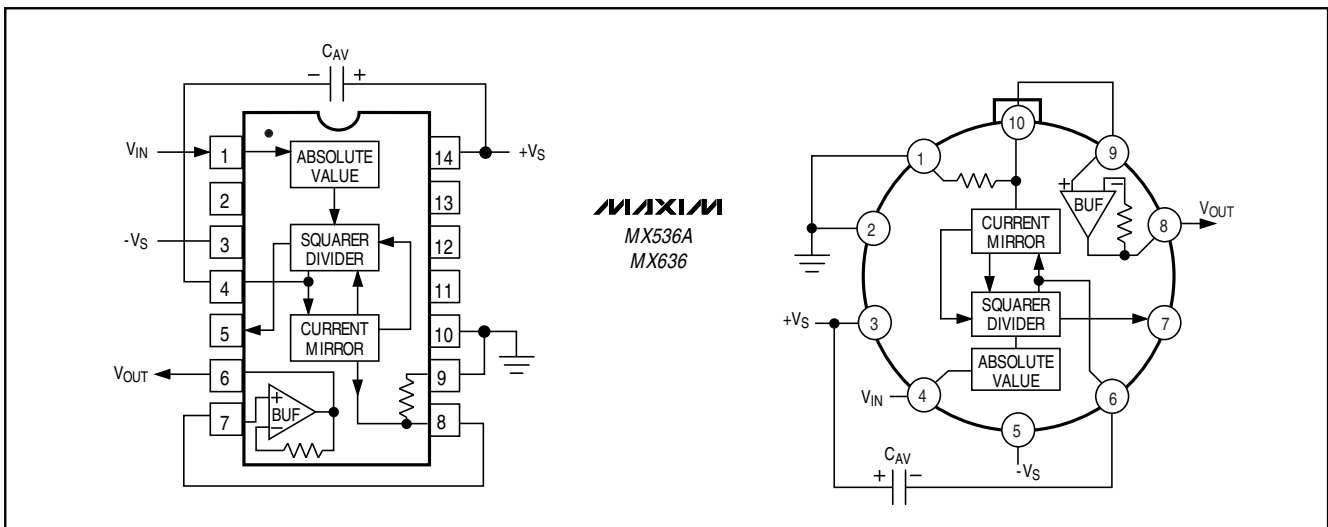 CAV
− +
VIN
1
ABSOLUTE
VALUE
14
+VS
2
13
-VS
3
SQUARER
DIVIDER
12
4
11
5
CURRENT
MIRROR
10
VOUT
6
9
7
+
−
BUF
8
MAXIM
MX536A
MX636
10
1
9
+
−
BUF
2
CURRENT
MIRROR
8
VOUT
+VS
3
SQUARER
DIVIDER
7
ABSOLUTE
VALUE
VIN
4
6
5
-VS
CAV
+ −